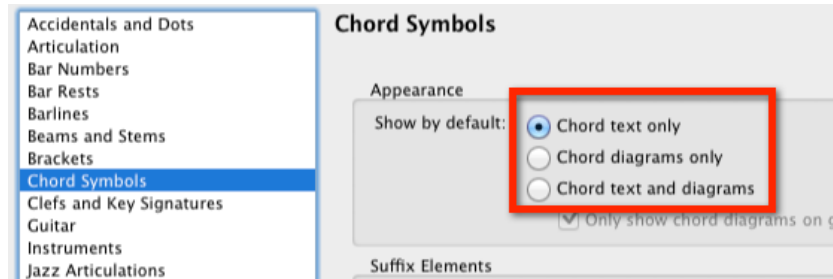 Accidentals and Dots
Articulation
Bar Numbers
Bar Rests
Barlines
Beams and Stems
Brackets
Chord Symbols
Clefs and Key Signatures
Guitar
Instruments
Jazz Articulations
Chord Symbols
Appearance
Show by default:
Chord text only
Chord diagrams only
Chord text and diagrams
Only show chord diagrams on g
Suffix Elements